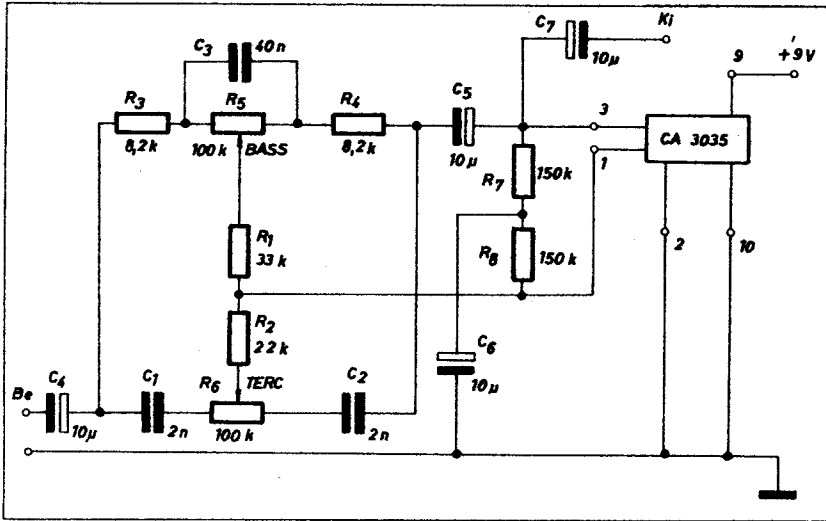 C3 40n
R3
8,2k
R5
100k BASS
R4
8,2k
C5
10µ
C7
10µ
Ki
9 +9V
3
1
CA 3035
2
10
R7
150k
R8
150k
R1
33k
R2
22k
C6
10µ
Be
C4
10µ
C1
2n
R6 TERC
100k
C2
2n